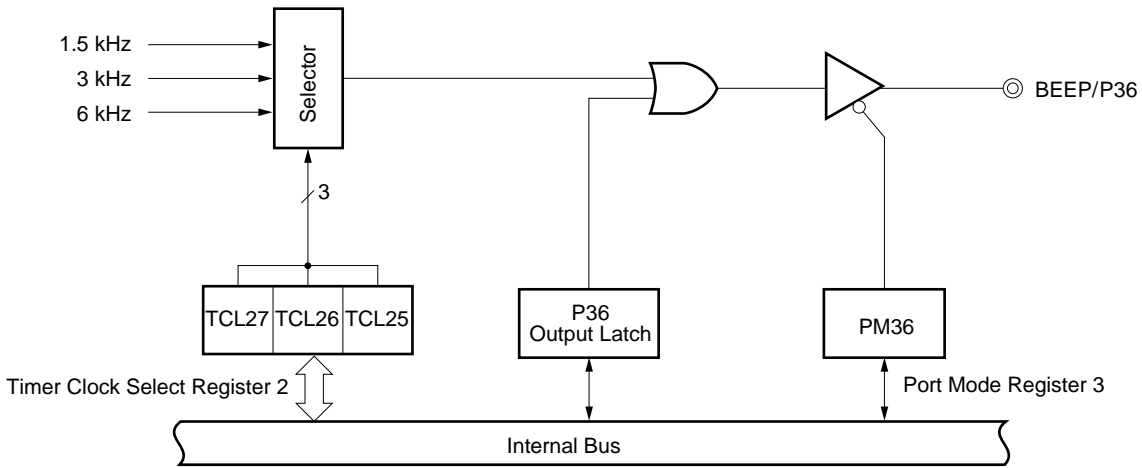 1.5 kHz
3 kHz
6 kHz
Selector
BEEP/P36
3
TCL27 TCL26 TCL25
P36
Output Latch
PM36
Timer Clock Select Register 2
Port Mode Register 3
Internal Bus